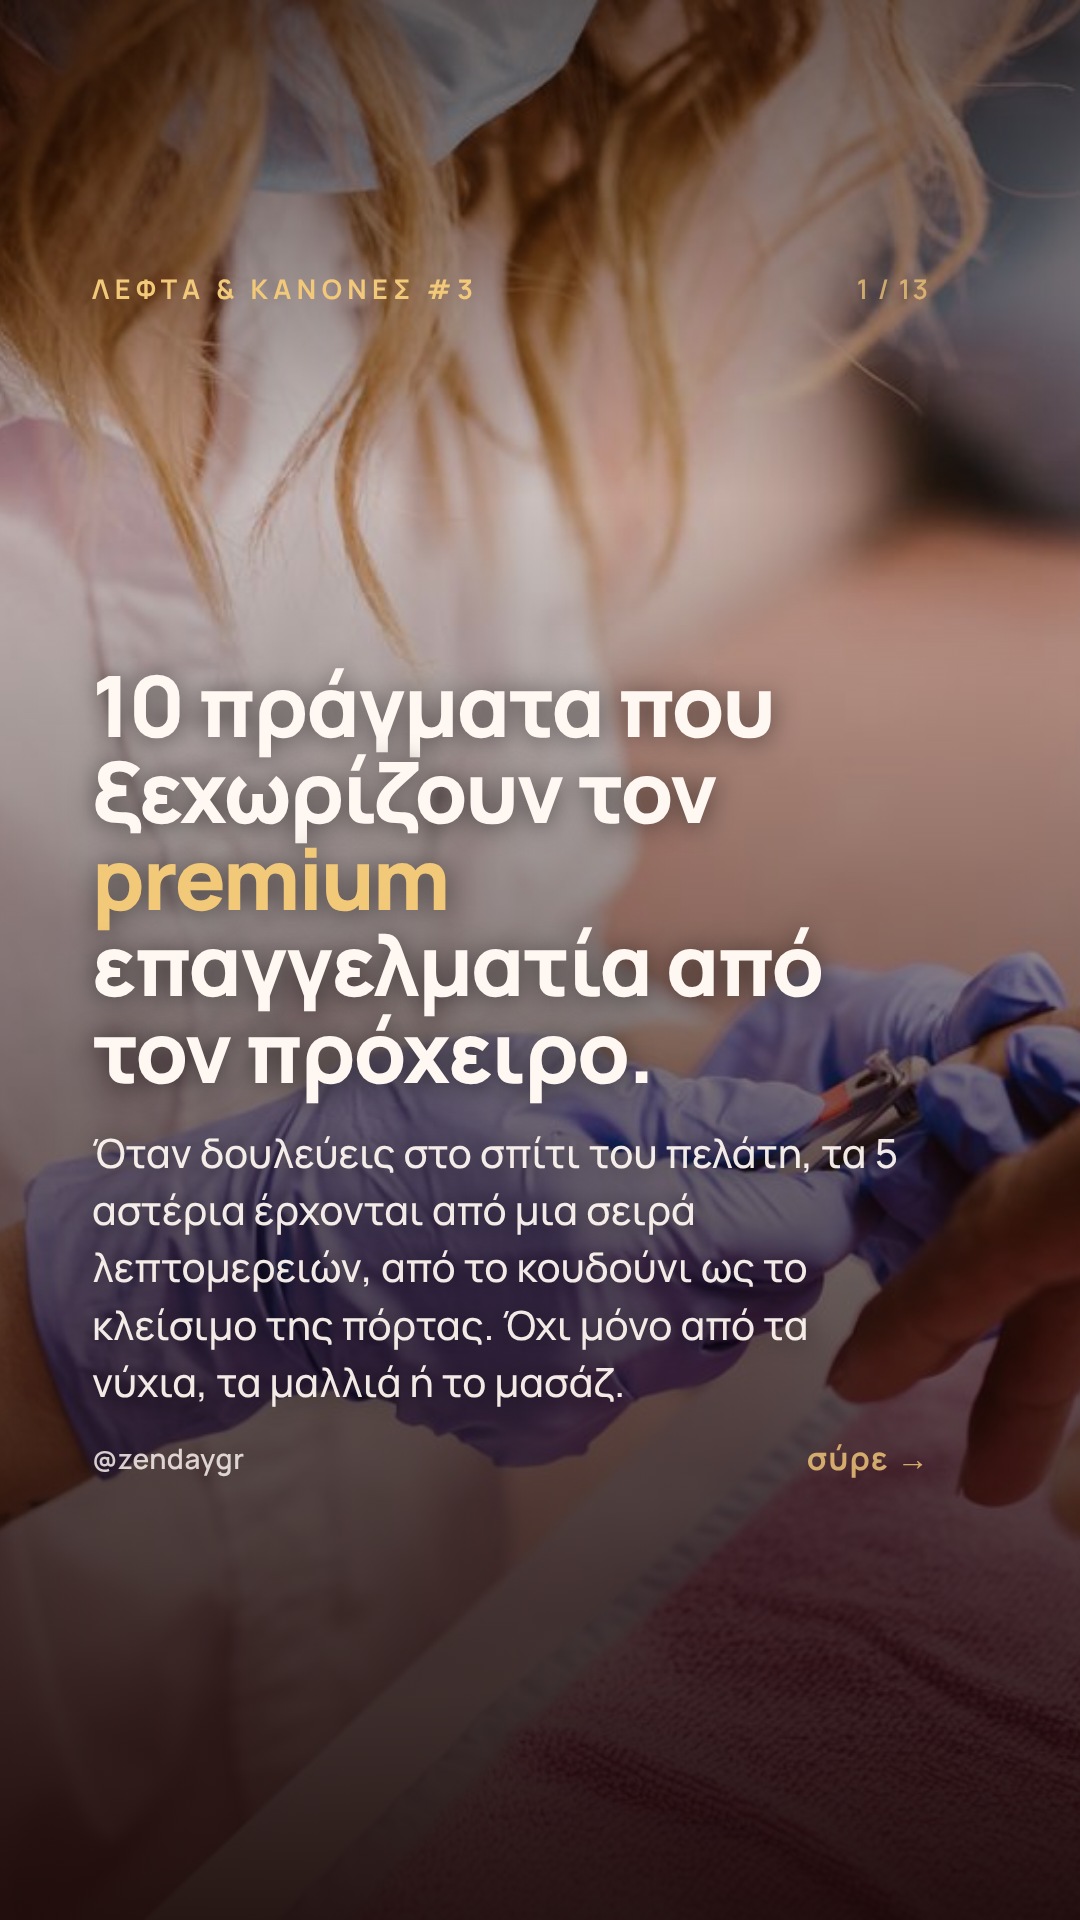 ΛΕΦΤΑ & ΚΑΝΟΝΕΣ #3
1 / 13
10 πράγματα που
ξεχωρίζουν τον
premium
επαγγελματία από
τον πρόχειρο.
Όταν δουλεύεις στο σπίτι του πελάτη, τα 5
αστέρια έρχονται από μια σειρά
λεπτομερειών, από το κουδούνι ως το
κλείσιμο της πόρτας. Όχι μόνο από τα
νύχια, τα μαλλιά ή το μασάζ.
@zendaygr
σύρε →